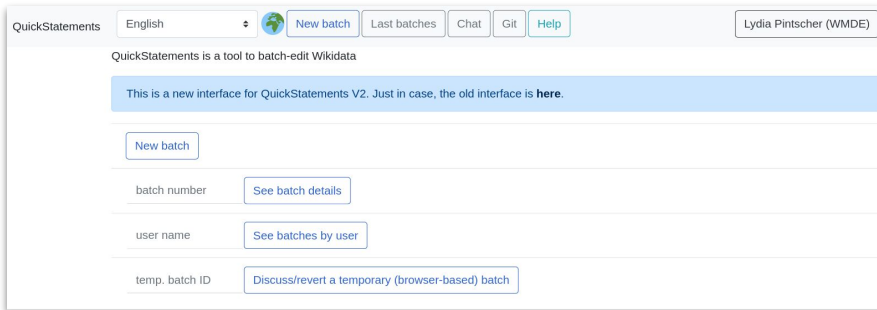 QuickStatements English New batch Last batches Chat Git Help Lydia Pintscher (WMDE)
QuickStatements is a tool to batch-edit Wikidata
This is a new interface for QuickStatements V2. Just in case, the old interface is here.
New batch
batch number See batch details
user name See batches by user
temp. batch ID Discuss/revert a temporary (browser-based) batch